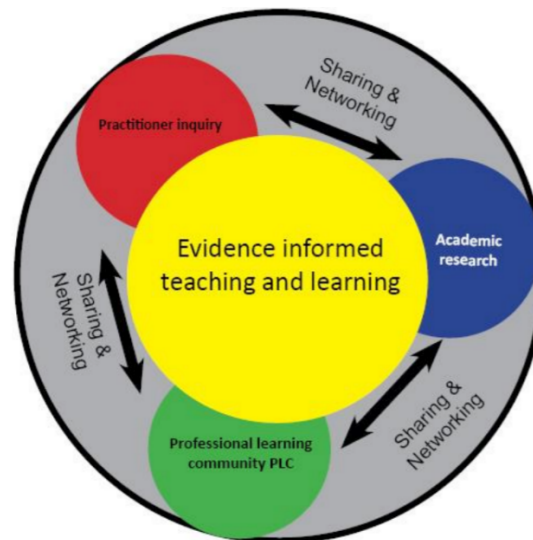 Sharing &
Networking
Practitioner inquiry
Academic
research
Evidence informed
teaching and learning
Sharing &
Networking
Sharing &
Networking
Professional learning
community PLC